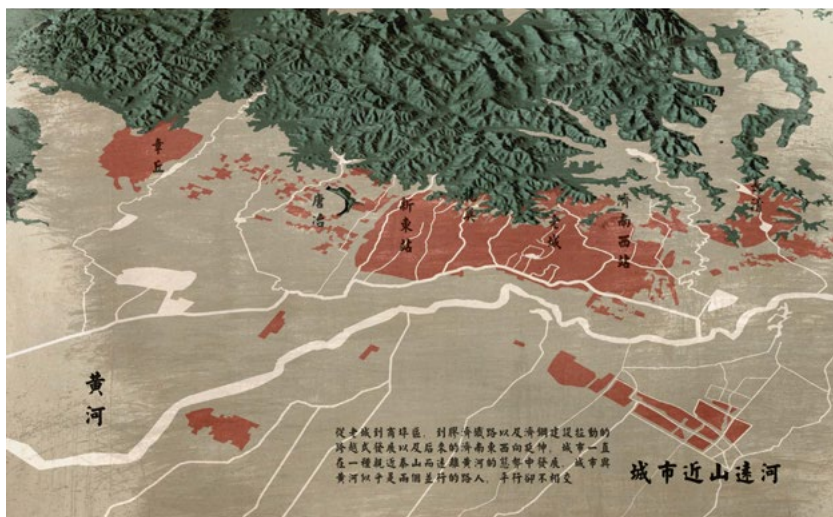 章丘
唐冶
新東站
老城
濟南西站
長清
黃河
從老城到商埠區，到膠濟鐵路以及濟鋼建設拉動的
跨越式發展以及后來的濟南東西向延伸，城市一直
在一種親近泰山而遠離黃河的態勢中發展，城市與
黃河似乎是兩個並行的路人，平行卻不相交
城市近山遠河